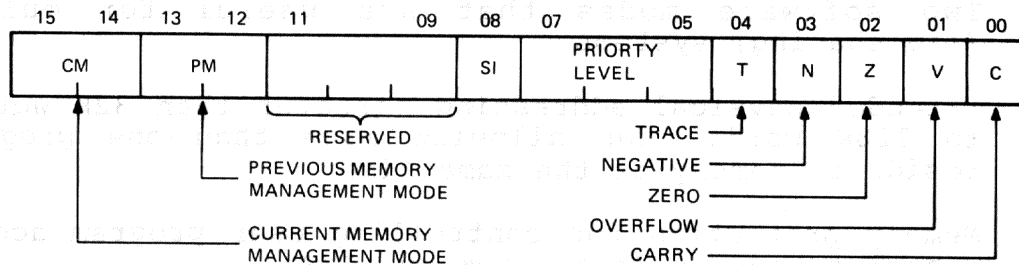 15 14 13 12 11 09 08 07 05 04 03 02 01 00
CM PM SI PRIORTY LEVEL T N Z V C
RESERVED
PREVIOUS MEMORY
MANAGEMENT MODE
CURRENT MEMORY
MANAGEMENT MODE
TRACE
NEGATIVE
ZERO
OVERFLOW
CARRY